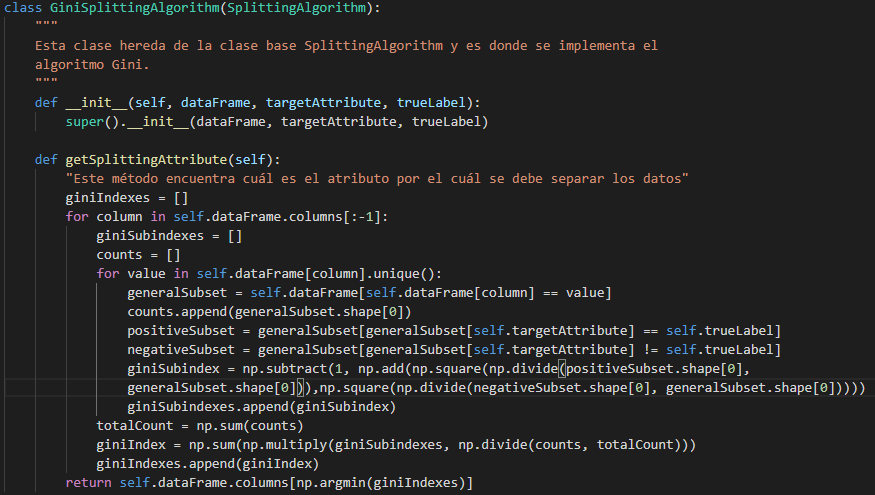 class GiniSplittingAlgorithm(SplittingAlgorithm):
    """
    Esta clase hereda de la clase base SplittingAlgorithm y es donde se implementa el
    algoritmo Gini.
    """
    def __init__(self, dataFrame, targetAttribute, trueLabel):
        super().__init__(dataFrame, targetAttribute, trueLabel)

    def getSplittingAttribute(self):
        "Este método encuentra cuál es el atributo por el cuál se debe separar los datos"
        giniIndexes = []
        for column in self.dataFrame.columns[:-1]:
            giniSubindexes = []
            counts = []
            for value in self.dataFrame[column].unique():
                generalSubset = self.dataFrame[self.dataFrame[column] == value]
                counts.append(generalSubset.shape[0])
                positiveSubset = generalSubset[generalSubset[self.targetAttribute] == self.trueLabel]
                negativeSubset = generalSubset[generalSubset[self.targetAttribute] != self.trueLabel]
                giniSubindex = np.subtract(1, np.add(np.square(np.divide(positiveSubset.shape[0],
                generalSubset.shape[0])),np.square(np.divide(negativeSubset.shape[0], generalSubset.shape[0]))))
                giniSubindexes.append(giniSubindex)
            totalCount = np.sum(counts)
            giniIndex = np.sum(np.multiply(giniSubindexes, np.divide(counts, totalCount)))
            giniIndexes.append(giniIndex)
        return self.dataFrame.columns[np.argmin(giniIndexes)]